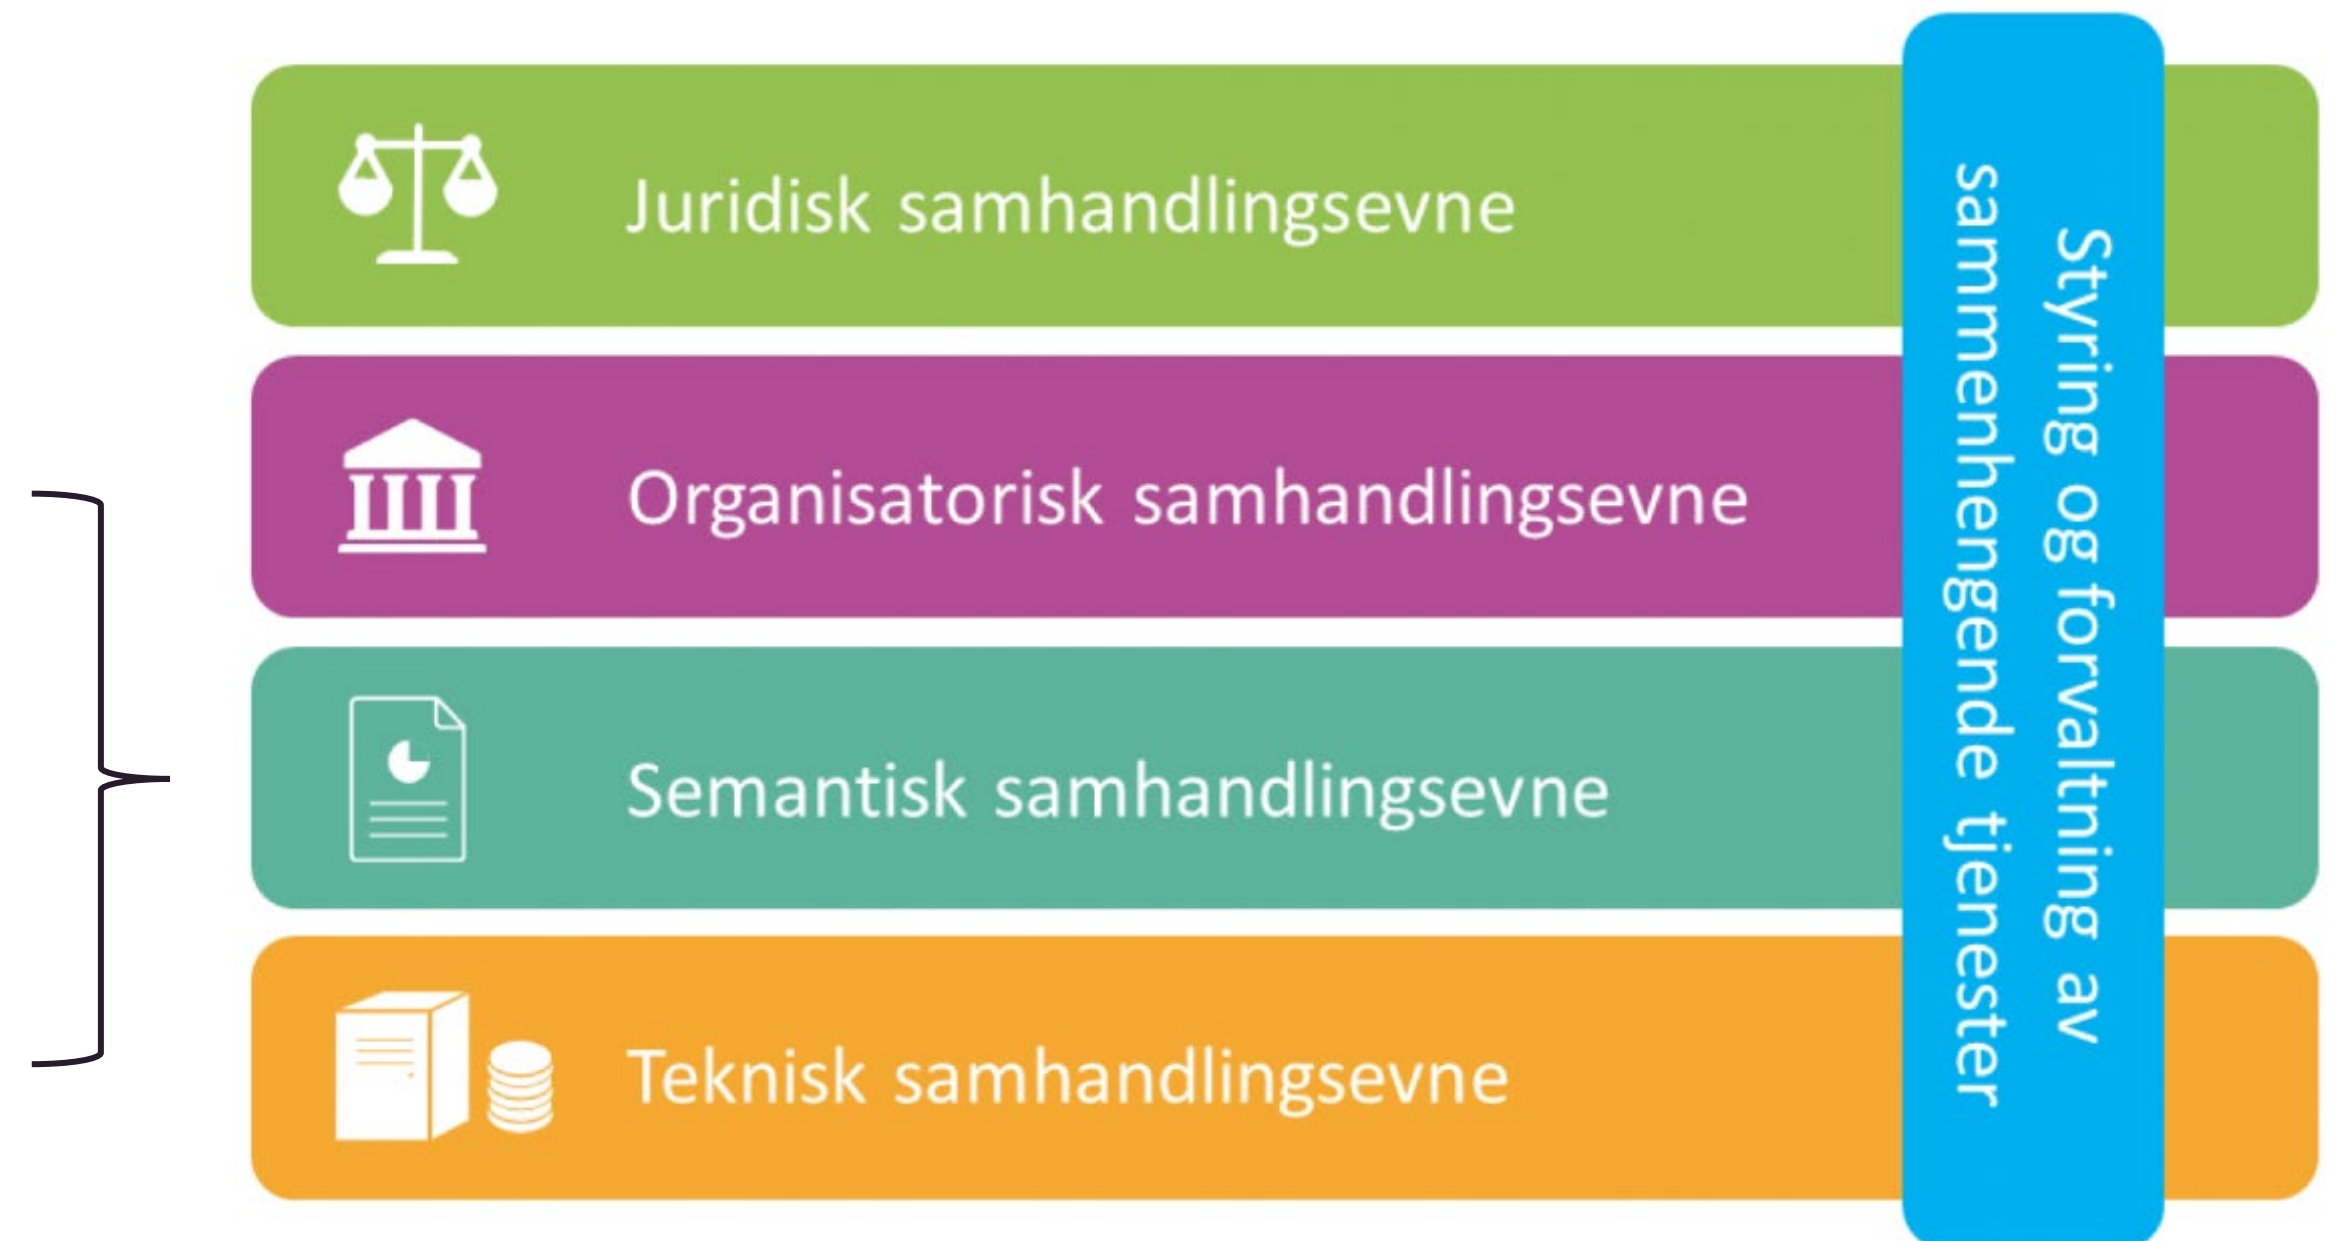 Juridisk samhandlingsevne
Organisatorisk samhandlingsevne
Semantisk samhandlingsevne
Teknisk samhandlingsevne
Styring og forvaltning av
sammenhengende tjenester